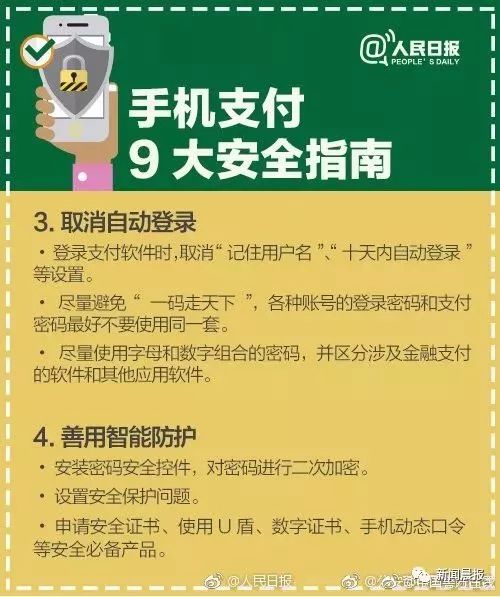 @人民日报
PEOPLE'S DAILY
手机支付
9 大安全指南
3. 取消自动登录
· 登录支付软件时,取消“记住用户名”、“十天内自动登录”
等设置。
· 尽量避免“一码走天下”，各种账号的登录密码和支付
密码最好不要使用同一套。
· 尽量使用字母和数字组合的密码，并区分涉及金融支付
的软件和其他应用软件。
4. 善用智能防护
· 安装密码安全控件，对密码进行二次加密。
· 设置安全保护问题。
· 申请安全证书、使用 U 盾、数字证书、手机动态口令
等安全必备产品。
新闻晨报
@人民日报